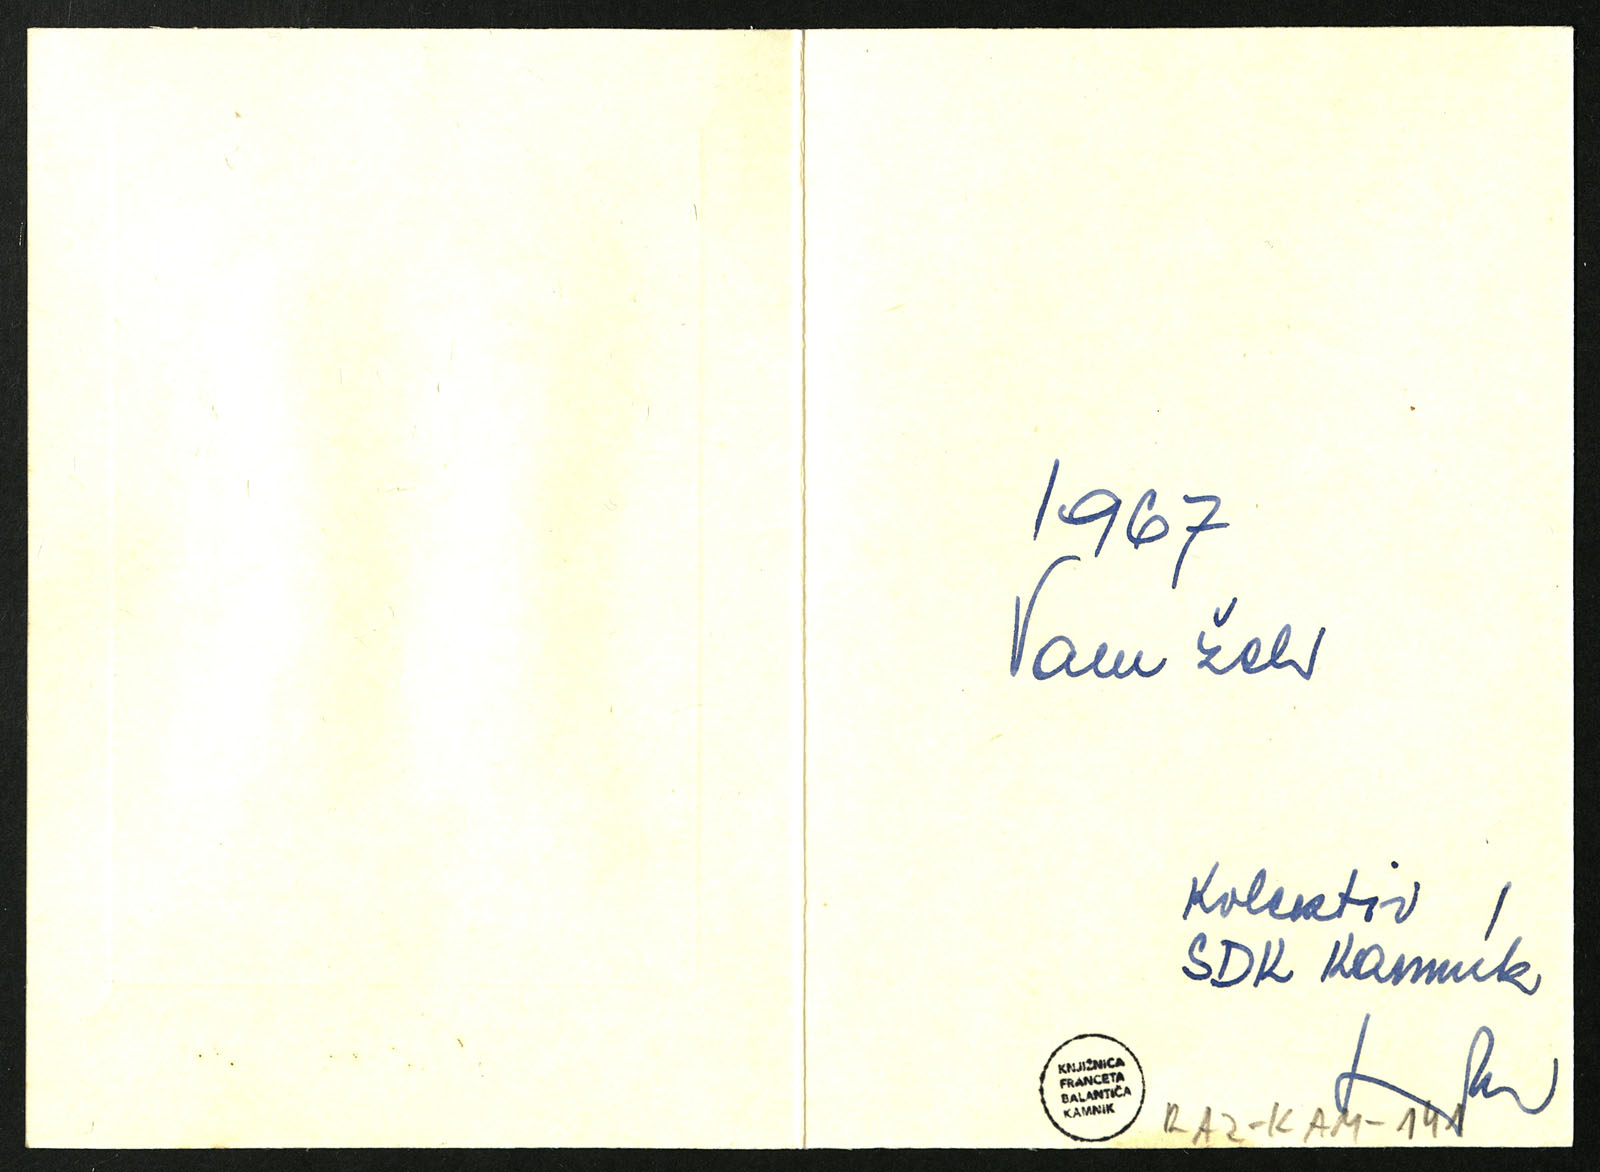 1967
Vam želi
Kolektiv
SDK Kamnik
KNJIŽNICA
FRANCETA
BALANTIČA
KAMNIK
RAZ-KAM-141